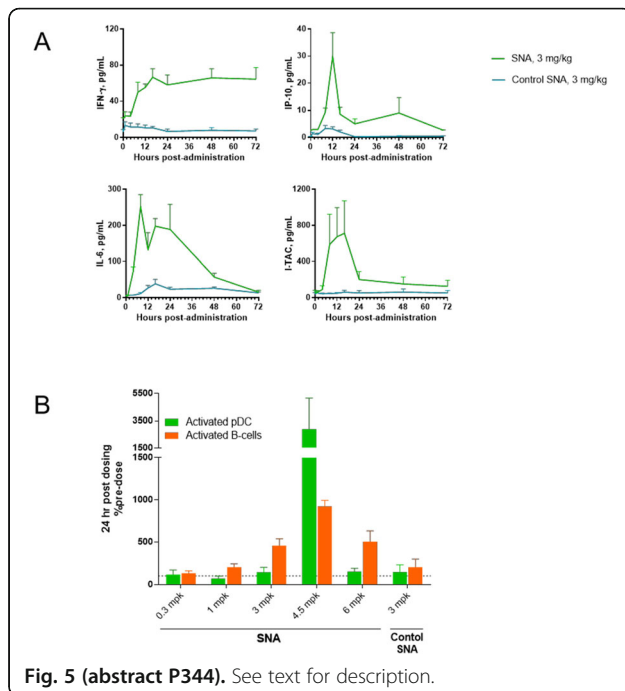 A
IFN-γ, pg/mL
120
80
40
0
0 12 24 36 48 60 72
Hours post-administration
IP-10, pg/mL
40
30
20
10
0
0 12 24 36 48 60 72
Hours post-administration
SNA, 3 mg/kg
Control SNA, 3 mg/kg
IL-6, pg/mL
300
200
100
0
0 12 24 36 48 60 72
Hours post-administration
I-TAC, pg/mL
1200
800
400
0
0 12 24 36 48 60 72
Hours post-administration
B
24 hr post dosing
%pre-dose
5500
3500
1500
1500
1000
500
0
Activated pDC
Activated B-cells
0.3 mpk 1 mpk 3 mpk 4.5 mpk 6 mpk 3 mpk
SNA
Contol
SNA
Fig. 5 (abstract P344). See text for description.